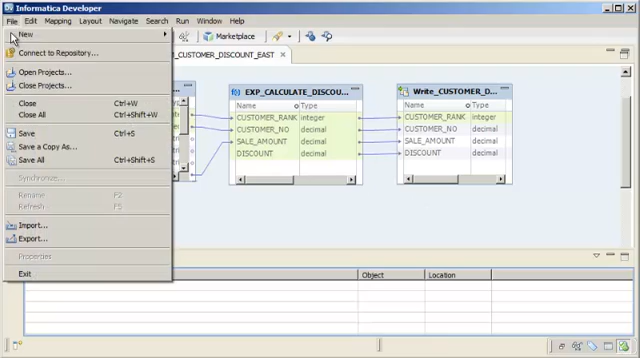 Informatica Developer
File Edit Mapping Layout Navigate Search Run Window Help
New
Connect to Repository...
Open Projects...
Close Projects...
Close Ctrl+W
Close All Ctrl+Shift+W
Save Ctrl+S
Save a Copy As...
Save All Ctrl+Shift+S
Synchronize...
Rename F2
Refresh F5
Import...
Export...
Properties
Exit
Marketplace
_CUSTOMER_DISCOUNT_EAST
EXP_CALCULATE_DISCOU...
Name Type
CUSTOMER_RANK integer
CUSTOMER_NO decimal
SALE_AMOUNT decimal
DISCOUNT decimal
Write_CUSTOMER_D...
Name Type
CUSTOMER_RANK integer
CUSTOMER_NO decimal
SALE_AMOUNT decimal
DISCOUNT decimal
Object Location